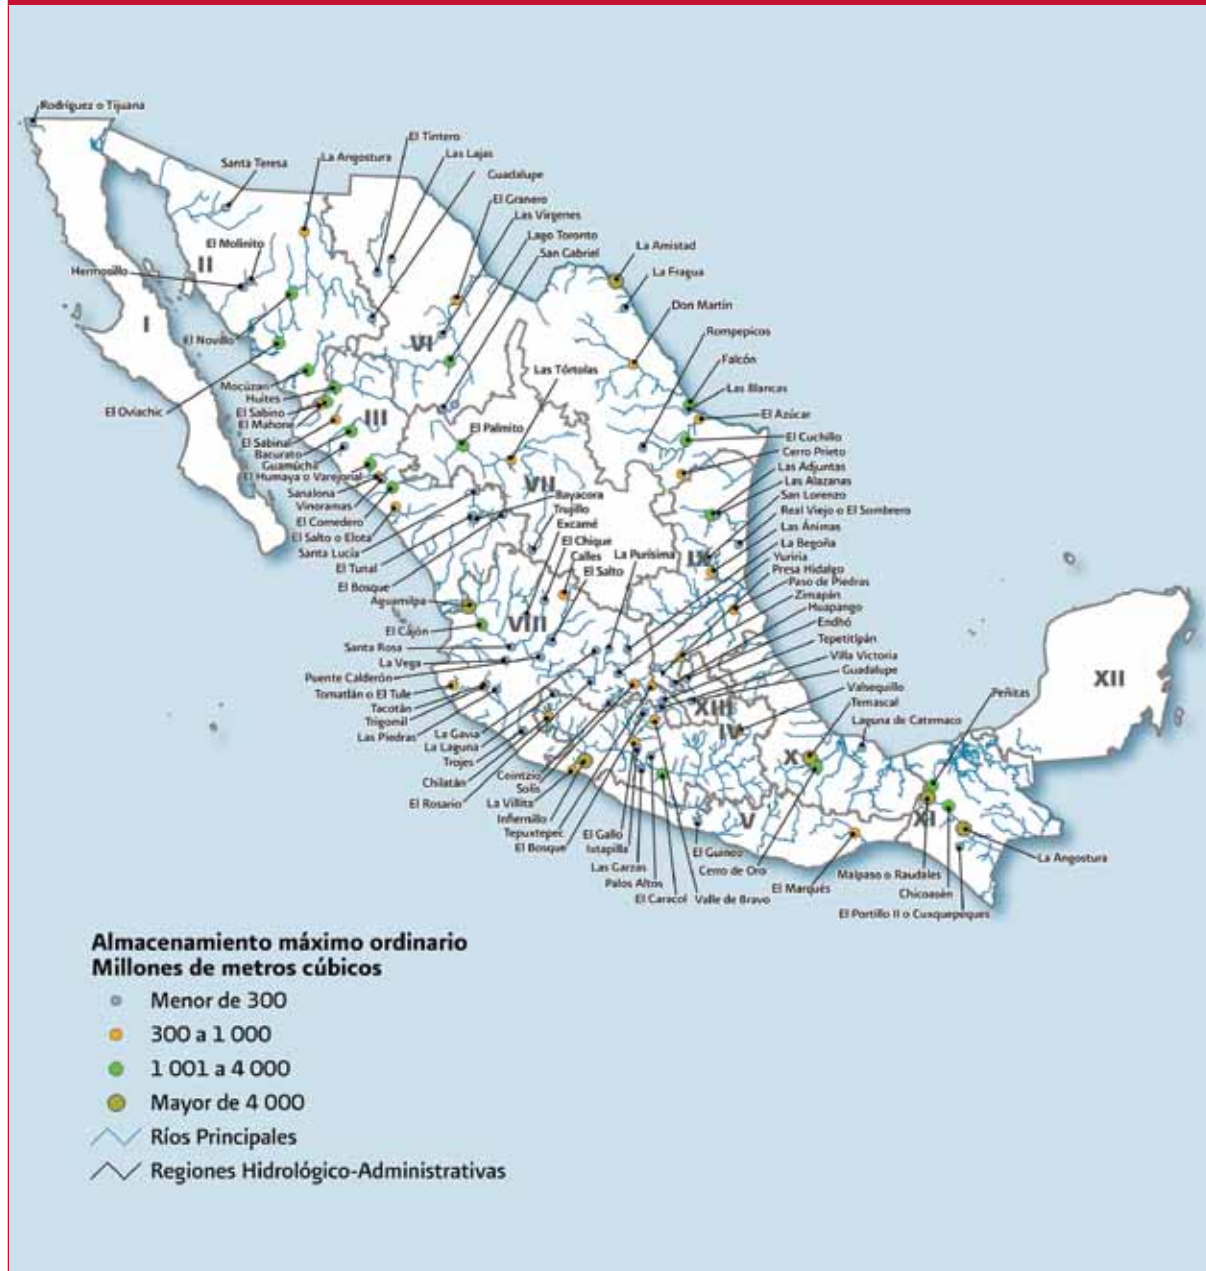 Rodríguez o Tijuana
El Tintero
Las Lajas
Santa Teresa
La Angostura
Guadalupe
El Granero
Las Vírgenes
Lago Toronto
San Gabriel
La Amistad
La Fragua
El Molinito
Hermosillo
II
Don Martín
I
Rompepicos
El Novillo
VI
Falcón
Las Tórtolas
Las Blancas
Mocúzari
Huites
El Oviachic
El Sabino
El Mahone
III
El Azúcar
El Palmito
El Cuchillo
El Sabinal
Bacurato
Cerro Prieto
Guamúchil
Las Adjuntas
El Humaya o Varejonal
Las Alazanas
Sanalona
VII
San Lorenzo
Vinoramas
Bayacora
Real Viejo o El Sombrero
El Comedero
Trujillo
Las Ánimas
El Salto o Elota
Excamé
La Begoña
Santa Lucía
El Chique
IX
Yuriria
El Tunal
Calles
La Purísima
Presa Hidalgo
El Bosque
El Salto
Paso de Piedras
Aguamilpa
Zimapán
Huapango
El Cajón
VIII
Endhó
Santa Rosa
Tepetitlán
La Vega
Villa Victoria
Puente Calderón
Guadalupe
Tomatlán o El Tule
Valsequillo
Peñitas
XII
Tacotán
XIII
Temascal
Trigomil
Laguna de Catemaco
Las Piedras
La Gavia
IV
La Laguna
Trojes
X
Chilatán
Cointzio
El Rosario
Solís
La Villita
Infiernillo
V
XI
Tepuxtepec
El Gallo
El Bosque
Ixtapilla
El Guineo
La Angostura
Las Garzas
Cerro de Oro
Malpaso o Raudales
Palos Altos
El Marqués
Chicoasén
El Caracol
Valle de Bravo
El Portillo II o Cuxquepeques
Almacenamiento máximo ordinario
Millones de metros cúbicos
Menor de 300
300 a 1 000
1 001 a 4 000
Mayor de 4 000
Ríos Principales
Regiones Hidrológico-Administrativas